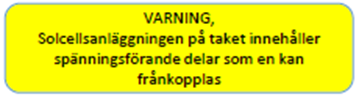 VARNING,
Solcellsanläggningen på taket innehåller
spänningsförande delar som en kan
frånkopplas